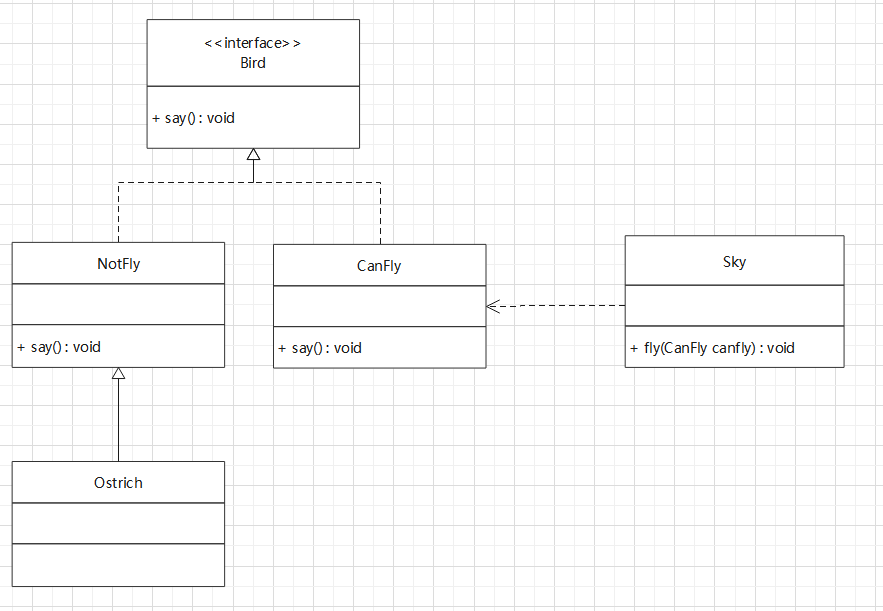 <<interface>>
Bird
+ say() : void
NotFly
+ say() : void
CanFly
+ say() : void
Sky
+ fly(CanFly canfly) : void
Ostrich